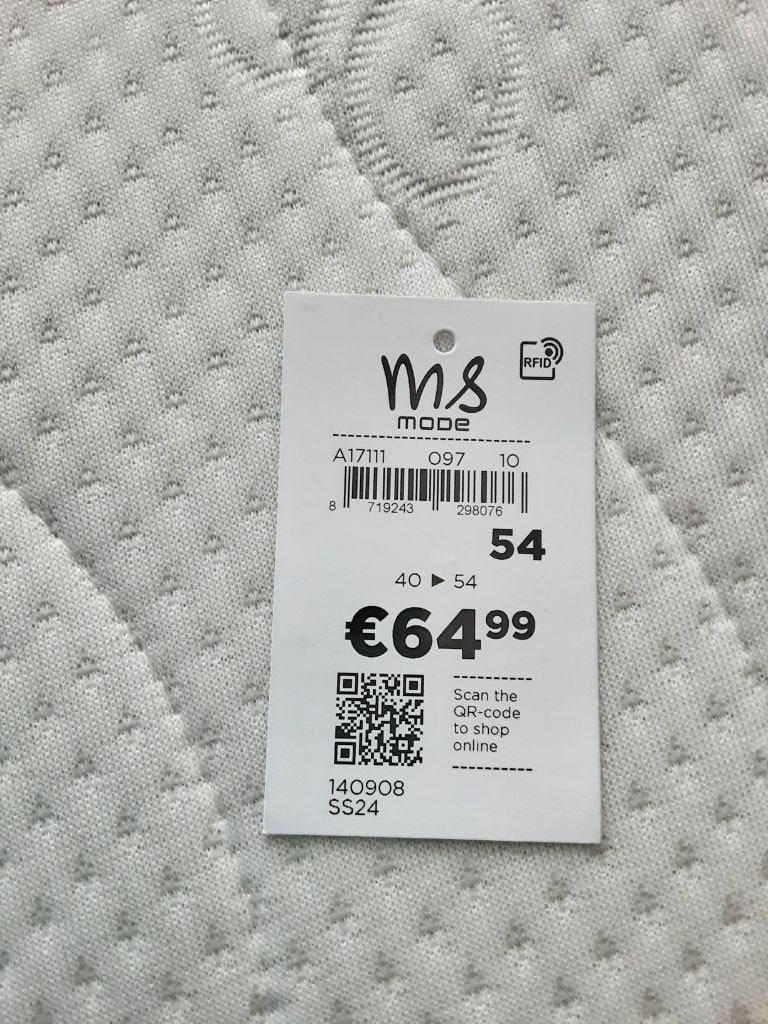 RFID
ms
mode
A17111 097 10
8 719243 298076
54
40 ▶ 54
€64⁹⁹
Scan the
QR-code
to shop
online
140908
SS24